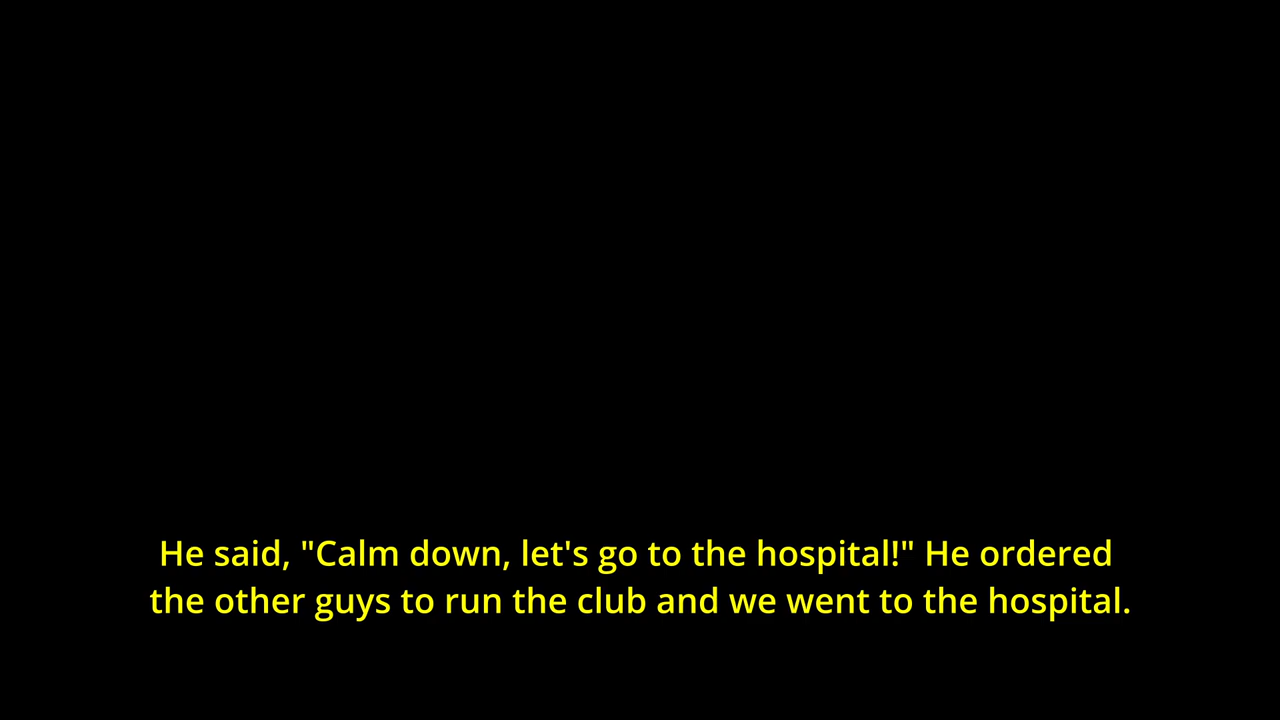 He said, "Calm down, let's go to the hospital!" He ordered
the other guys to run the club and we went to the hospital.